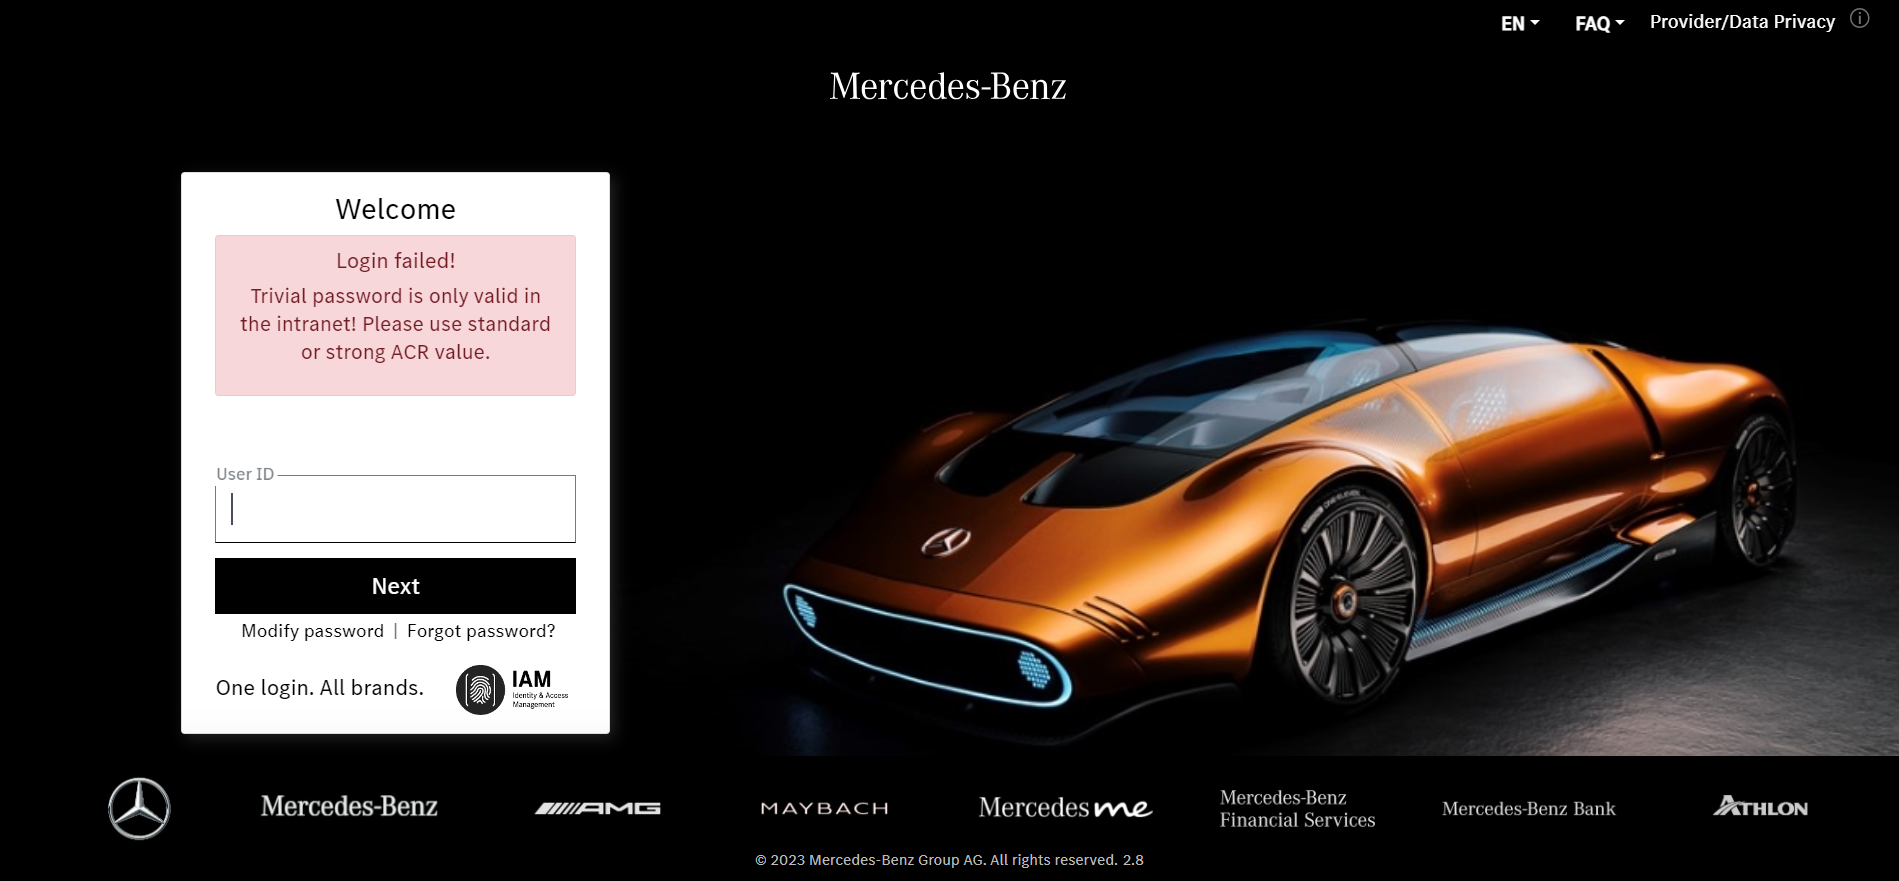 EN FAQ Provider/Data Privacy
Mercedes-Benz
Welcome
Login failed!
Trivial password is only valid in
the intranet! Please use standard
or strong ACR value.
User ID
Next
Modify password | Forgot password?
One login. All brands.
IAM
Identity & Access
Management
Mercedes-Benz
AMG
MAYBACH
Mercedes me
Mercedes-Benz
Financial Services
Mercedes-Benz Bank
ATHLON
© 2023 Mercedes-Benz Group AG. All rights reserved. 2.8